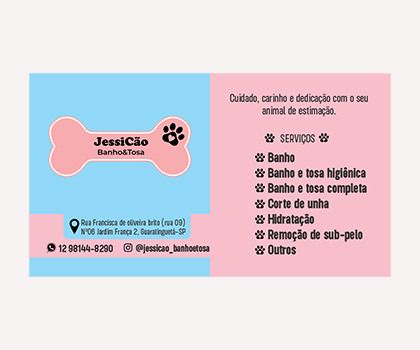 JessiCão
Banho&Tosa
Rua Francisca de oliveira brito (rua 09)
Nº06 Jardim França 2, Guaratinguetá-SP
12 98144-8290 @jessicao_banhoetosa
Cuidado, carinho e dedicação com o seu
animal de estimação.
SERVIÇOS
Banho
Banho e tosa higiênica
Banho e tosa completa
Corte de unha
Hidratação
Remoção de sub-pelo
Outros